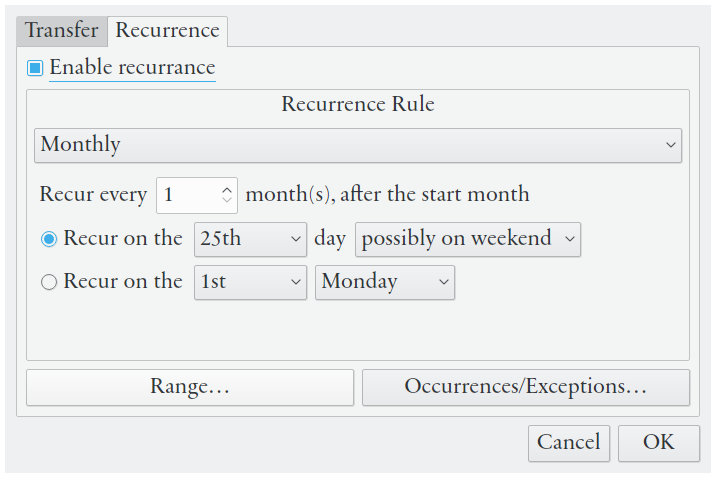 Transfer Recurrence
Enable recurrance
Recurrence Rule
Monthly
Recur every 1 month(s), after the start month
Recur on the 25th day possibly on weekend
Recur on the 1st Monday
Range... Occurrences/Exceptions...
Cancel OK